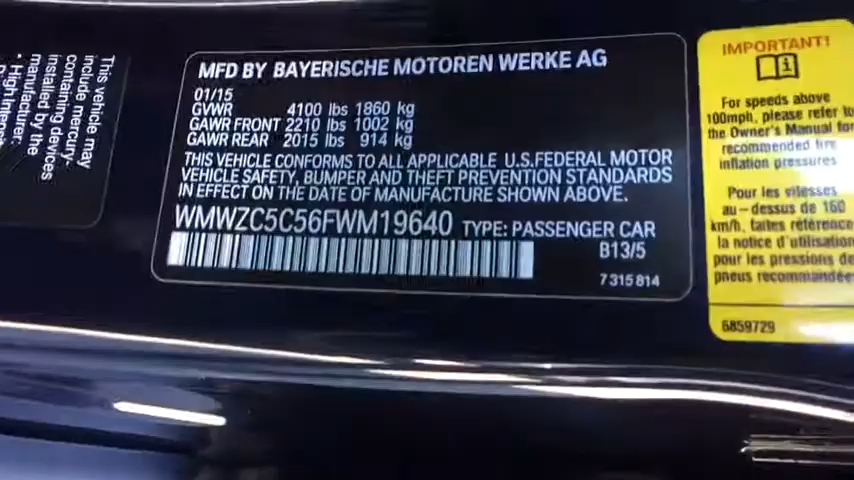 This vehicle may
include mercury-
containing devices
installed by the
manufacturer:
• High Intens
MFD BY BAYERISCHE MOTOREN WERKE AG
01/15
GVWR 4100 lbs 1860 kg
GAWR FRONT 2210 lbs 1002 kg
GAWR REAR 2015 lbs 914 kg
THIS VEHICLE CONFORMS TO ALL APPLICABLE U.S.FEDERAL MOTOR
VEHICLE SAFETY, BUMPER AND THEFT PREVENTION STANDARDS
IN EFFECT ON THE DATE OF MANUFACTURE SHOWN ABOVE.
WMWZC5C56FWM19640 TYPE: PASSENGER CAR
B13/5
7315814
IMPORTANT!
For speeds above
100mph, please refer to
the Owner's Manual for
recommended tire
inflation pressures
Pour les vitesses
au-dessus de 160
km/h, faites référence
la notice d'utilisation
pour les pressions de
pneus recommandées
6859729